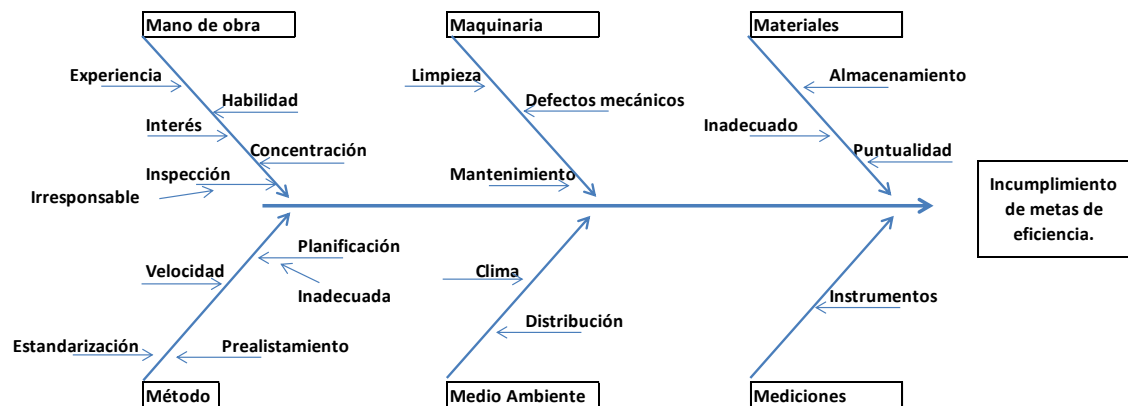 Mano de obra
Maquinaria
Materiales
Experiencia
Limpieza
Almacenamiento
Habilidad
Defectos mecánicos
Interés
Inadecuado
Concentración
Puntualidad
Inspección
Mantenimiento
Irresponsable
Incumplimiento
de metas de
eficiencia.
Planificación
Velocidad
Clima
Inadecuada
Instrumentos
Distribución
Estandarización
Prealistamiento
Método
Medio Ambiente
Mediciones